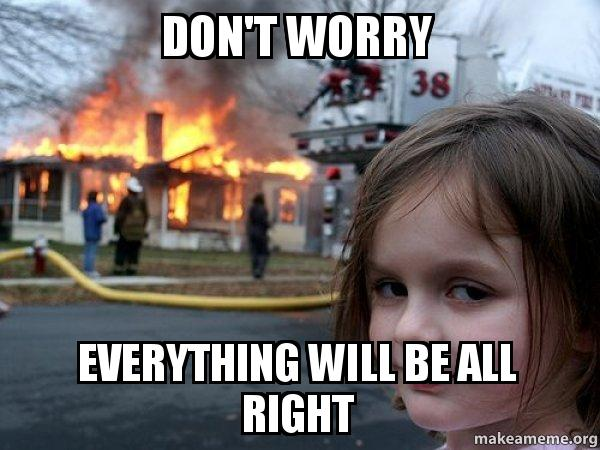 DON'T WORRY
38
EVERYTHING WILL BE ALL
RIGHT
makeameme.org